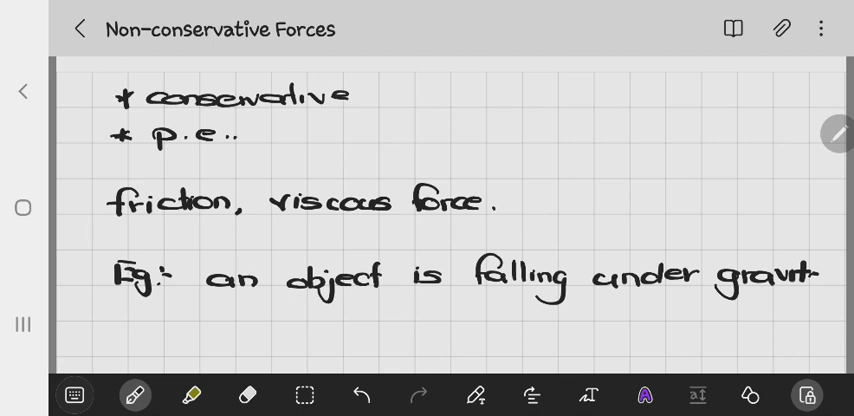 Non-conservative Forces
* conservative
* p.e..
friction, viscous force.
Eg:- an object is falling under gravit